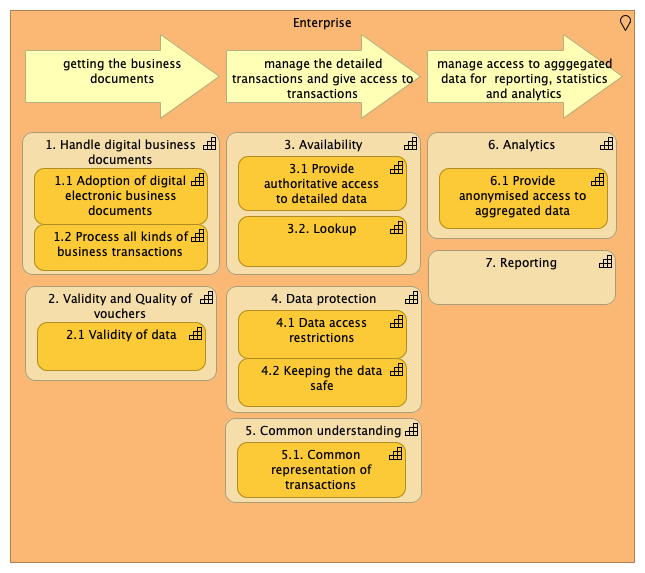 Enterprise
getting the business
documents
manage the detailed
transactions and give access to
transactions
manage access to agggegated
data for  reporting, statistics
and analytics
1. Handle digital business
documents
1.1 Adoption of digital
electronic business
documents
1.2 Process all kinds of
business transactions
2. Validity and Quality of
vouchers
2.1 Validity of data
3. Availability
3.1 Provide
authoritative access
to detailed data
3.2. Lookup
4. Data protection
4.1 Data access
restrictions
4.2 Keeping the data
safe
5. Common understanding
5.1. Common
representation of
transactions
6. Analytics
6.1 Provide
anonymised access to
aggregated data
7. Reporting